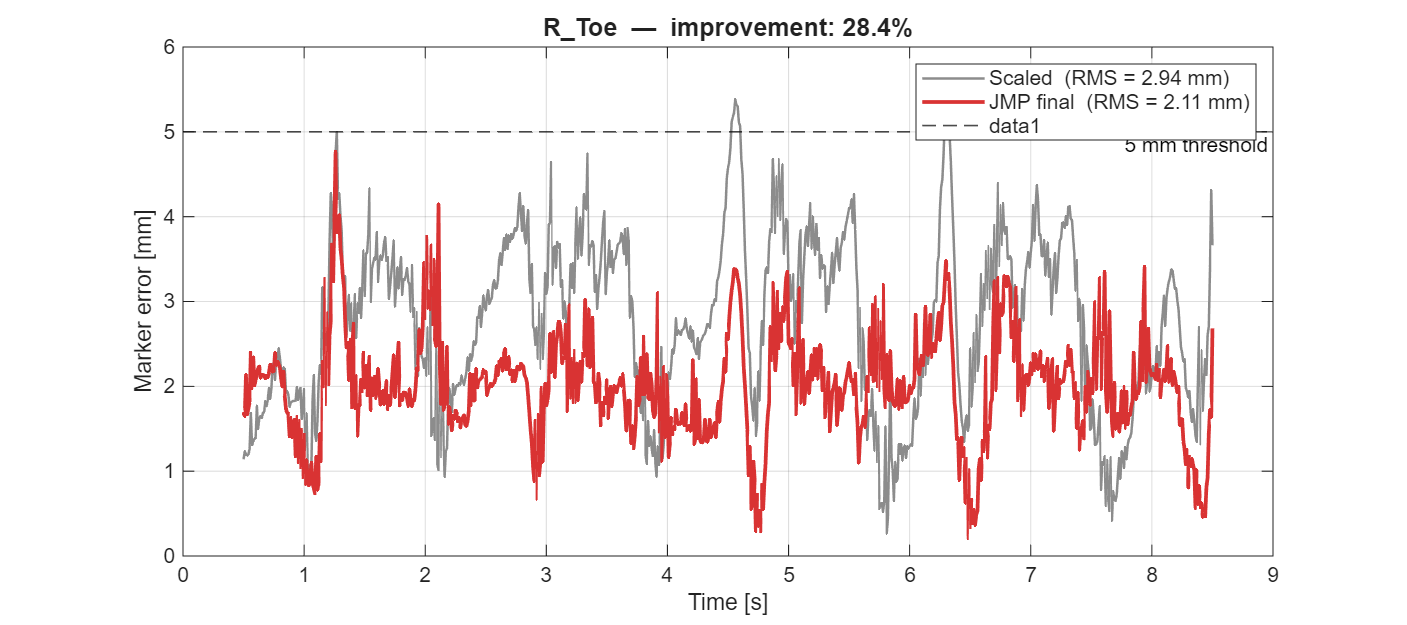 R_Toe — improvement: 28.4%
6
5
4
3
2
1
0
Marker error [mm]
Scaled (RMS = 2.94 mm)
JMP final (RMS = 2.11 mm)
data1
5 mm threshold
0 1 2 3 4 5 6 7 8 9
Time [s]